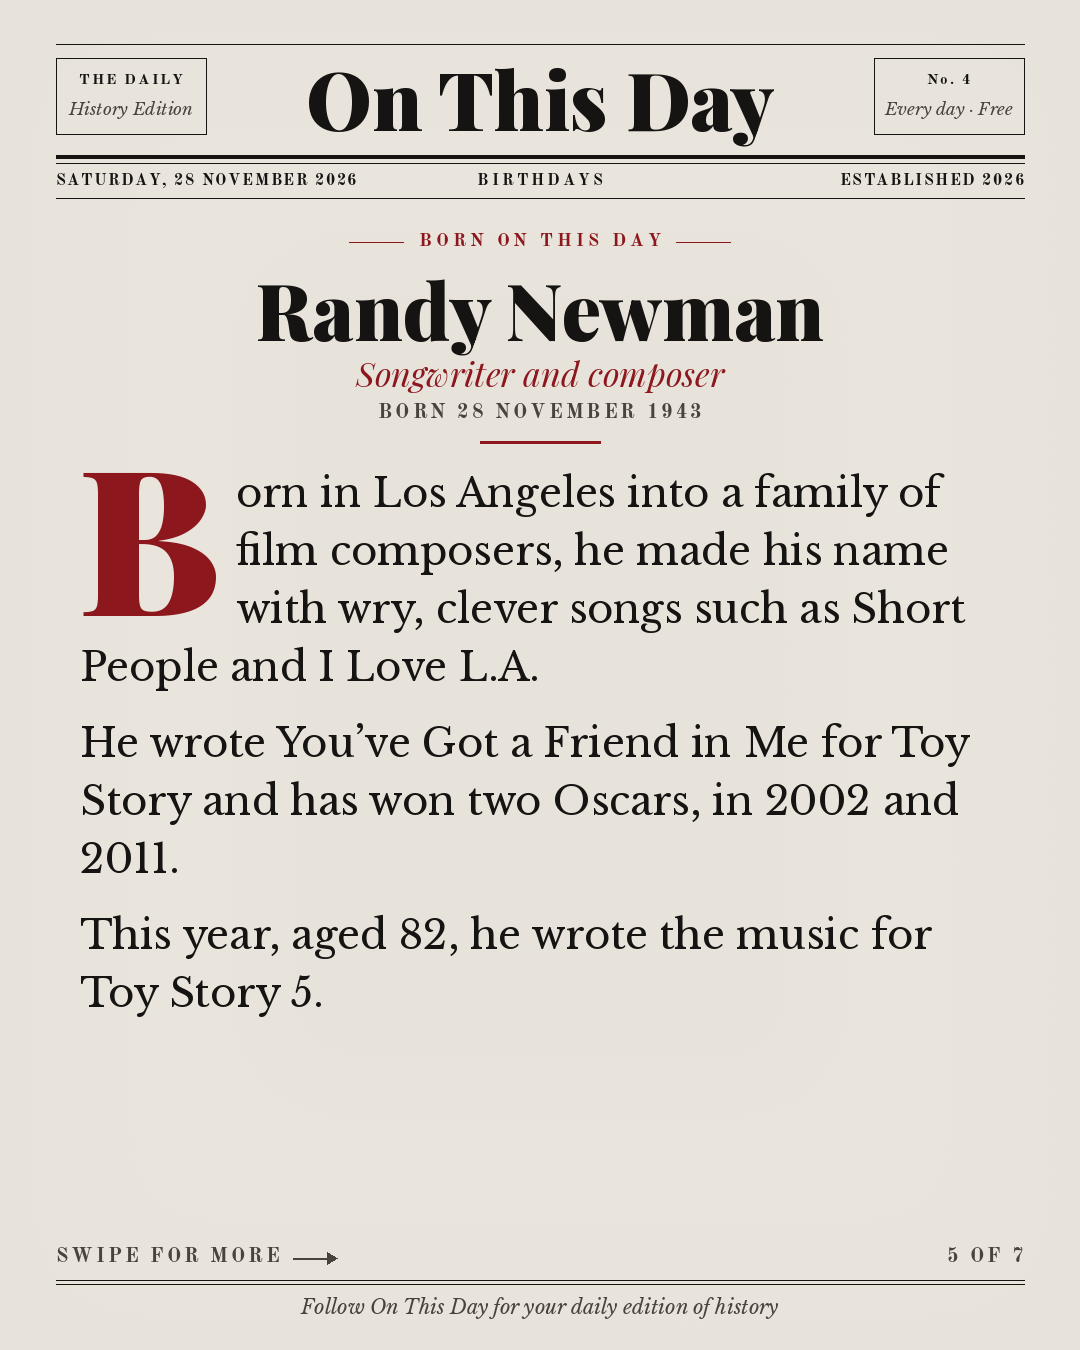 THE DAILY
History Edition
On This Day
No. 4
Every day · Free
SATURDAY, 28 NOVEMBER 2026
BIRTHDAYS
ESTABLISHED 2026
BORN ON THIS DAY
Randy Newman
Songwriter and composer
BORN 28 NOVEMBER 1943
Born in Los Angeles into a family of
film composers, he made his name
with wry, clever songs such as Short
People and I Love L.A.
He wrote You’ve Got a Friend in Me for Toy
Story and has won two Oscars, in 2002 and
2011.
This year, aged 82, he wrote the music for
Toy Story 5.
SWIPE FOR MORE
5 OF 7
Follow On This Day for your daily edition of history